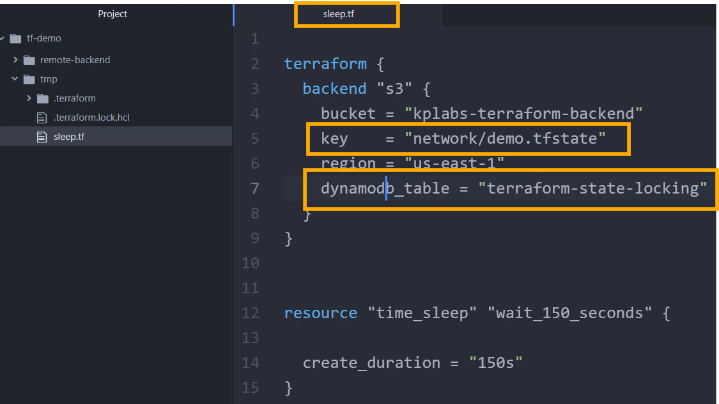 Project
tf-demo
remote-backend
tmp
.terraform
.terraform.lock.hcl
sleep.tf
sleep.tf
1
2 terraform {
3 backend "s3" {
4 bucket = "kplabs-terraform-backend"
5 key = "network/demo.tfstate"
6 region = "us-east-1"
7 dynamodb_table = "terraform-state-locking"
8 }
9 }
10
11
12 resource "time_sleep" "wait_150_seconds" {
13
14 create_duration = "150s"
15 }